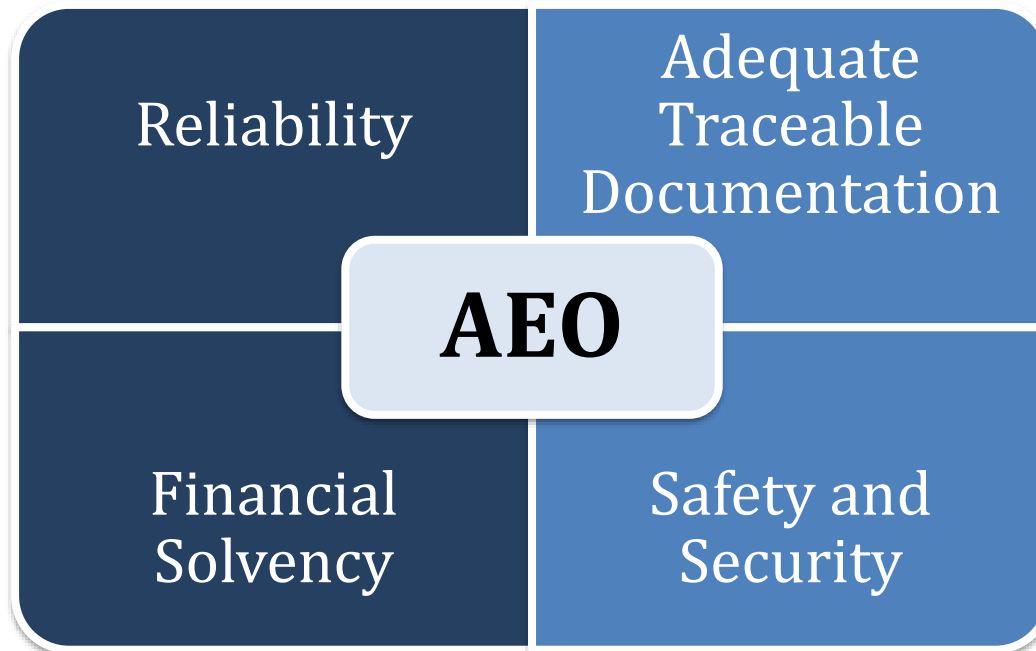 Reliability
Adequate
Traceable
Documentation
AEO
Financial
Solvency
Safety and
Security